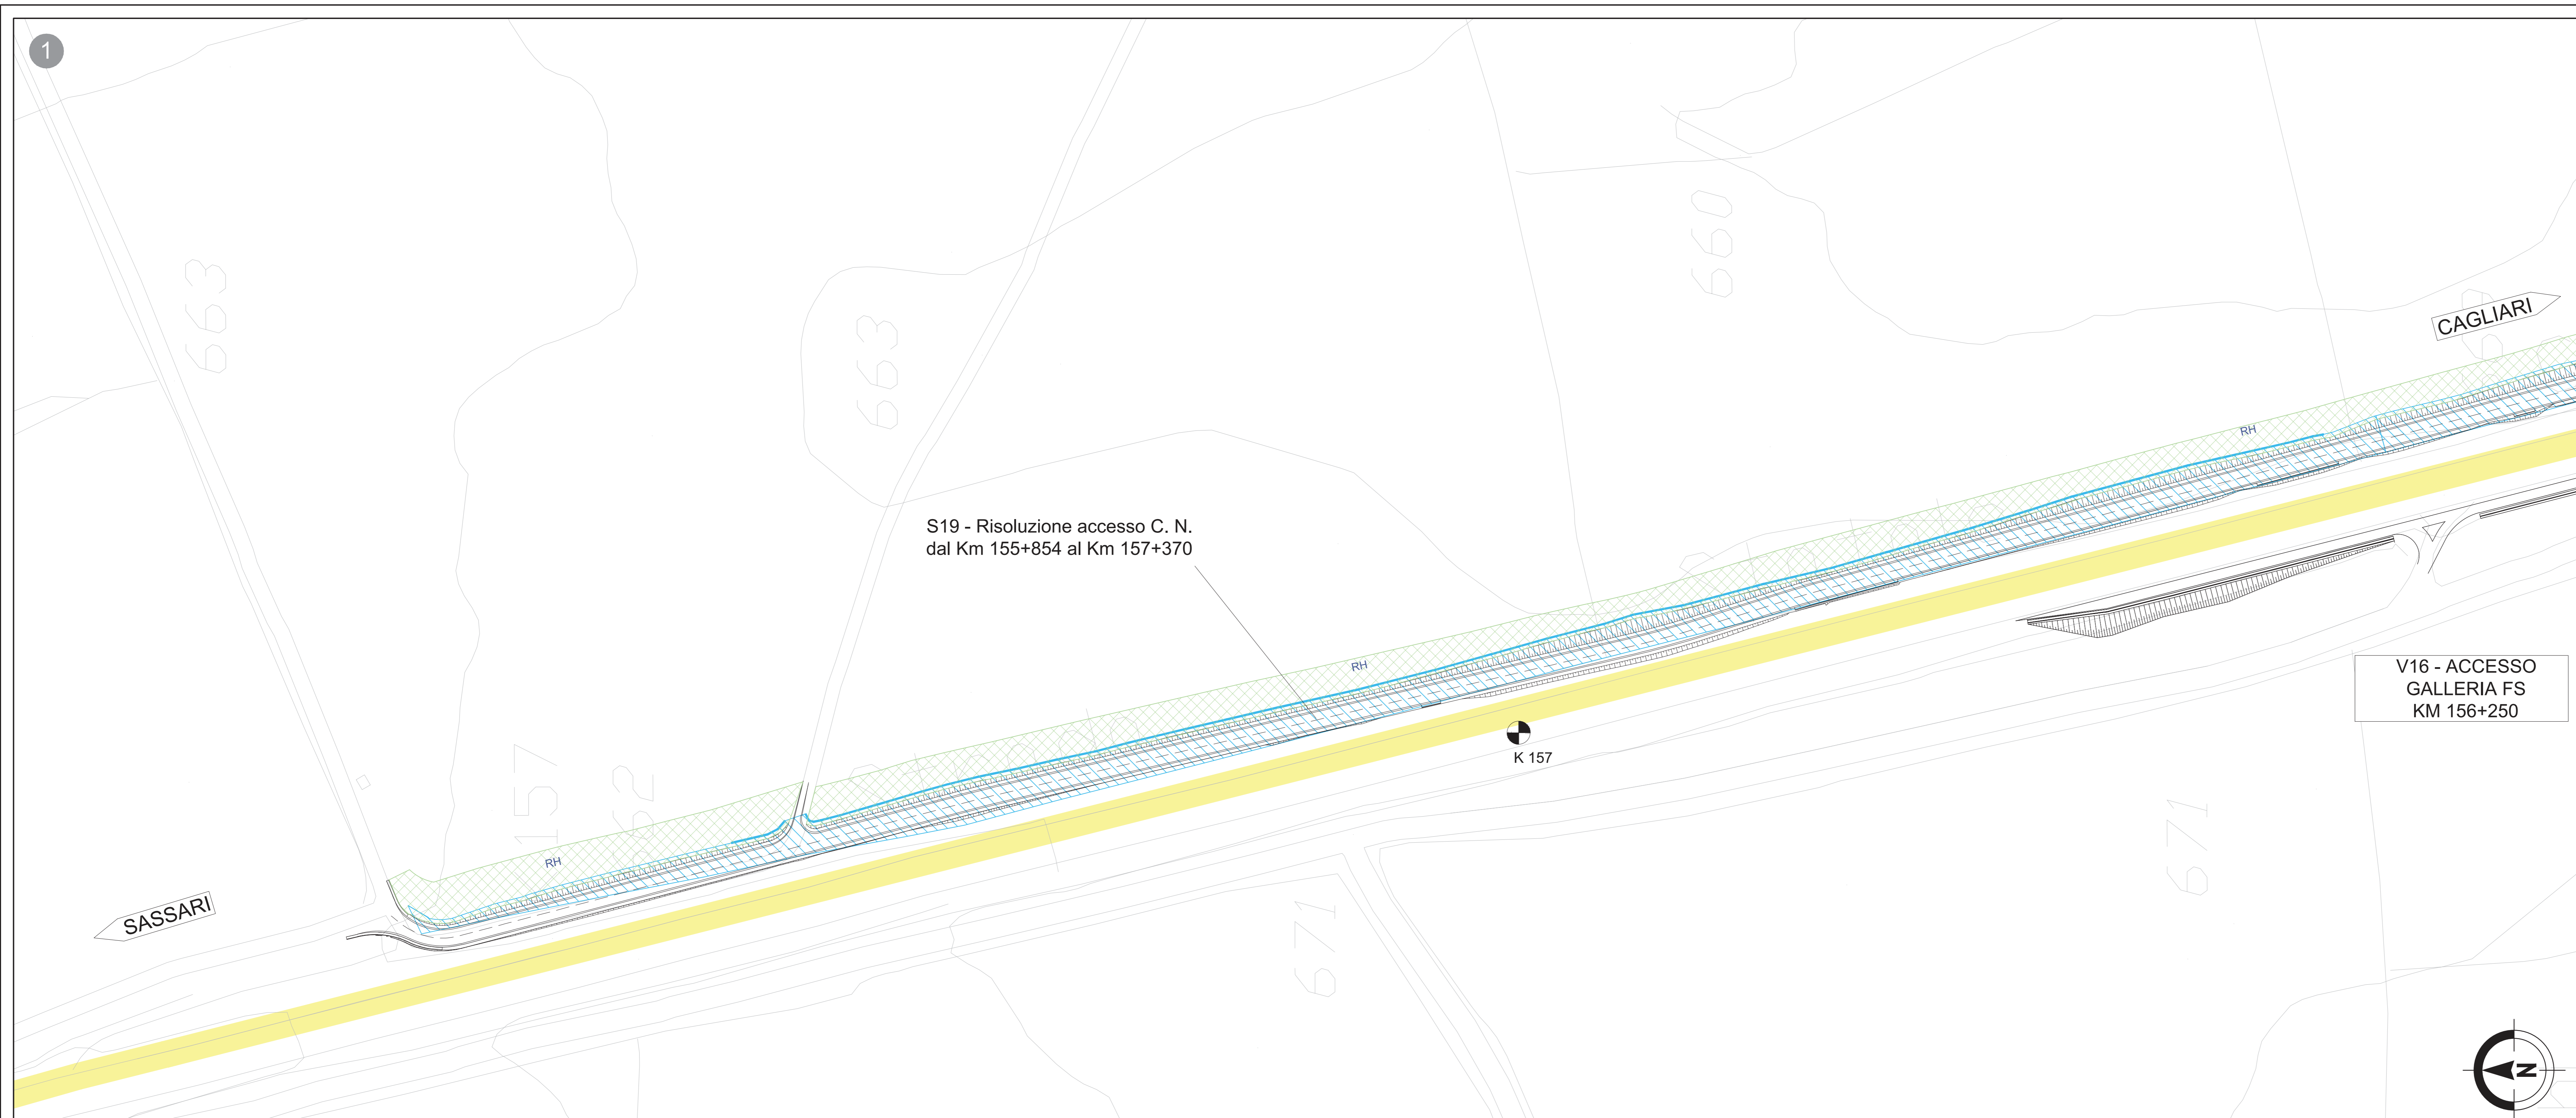 1
663
663
660
CAGLIARI
RH
S19 - Risoluzione accesso C. N.
dal Km 155+854 al Km 157+370
RH
V16 - ACCESSO
GALLERIA FS
KM 156+250
K 157
157
RH
671
SASSARI
671
N